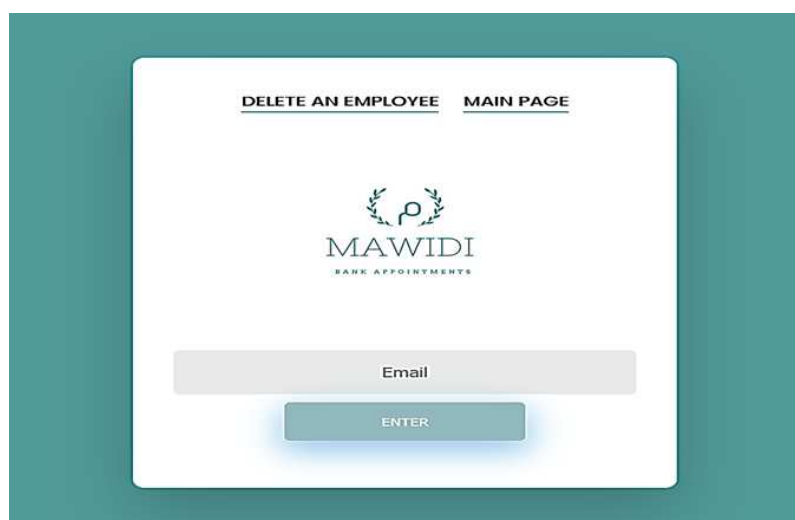 DELETE AN EMPLOYEE MAIN PAGE
MAWIDI
BANK APPOINTMENTS
Email
ENTER